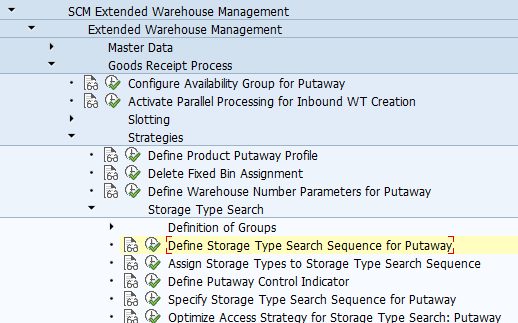 SCM Extended Warehouse Management
Extended Warehouse Management
Master Data
Goods Receipt Process
Configure Availability Group for Putaway
Activate Parallel Processing for Inbound WT Creation
Slotting
Strategies
Define Product Putaway Profile
Delete Fixed Bin Assignment
Define Warehouse Number Parameters for Putaway
Storage Type Search
Definition of Groups
Define Storage Type Search Sequence for Putaway
Assign Storage Types to Storage Type Search Sequence
Define Putaway Control Indicator
Specify Storage Type Search Sequence for Putaway
Optimize Access Strategy for Storage Type Search: Putaway